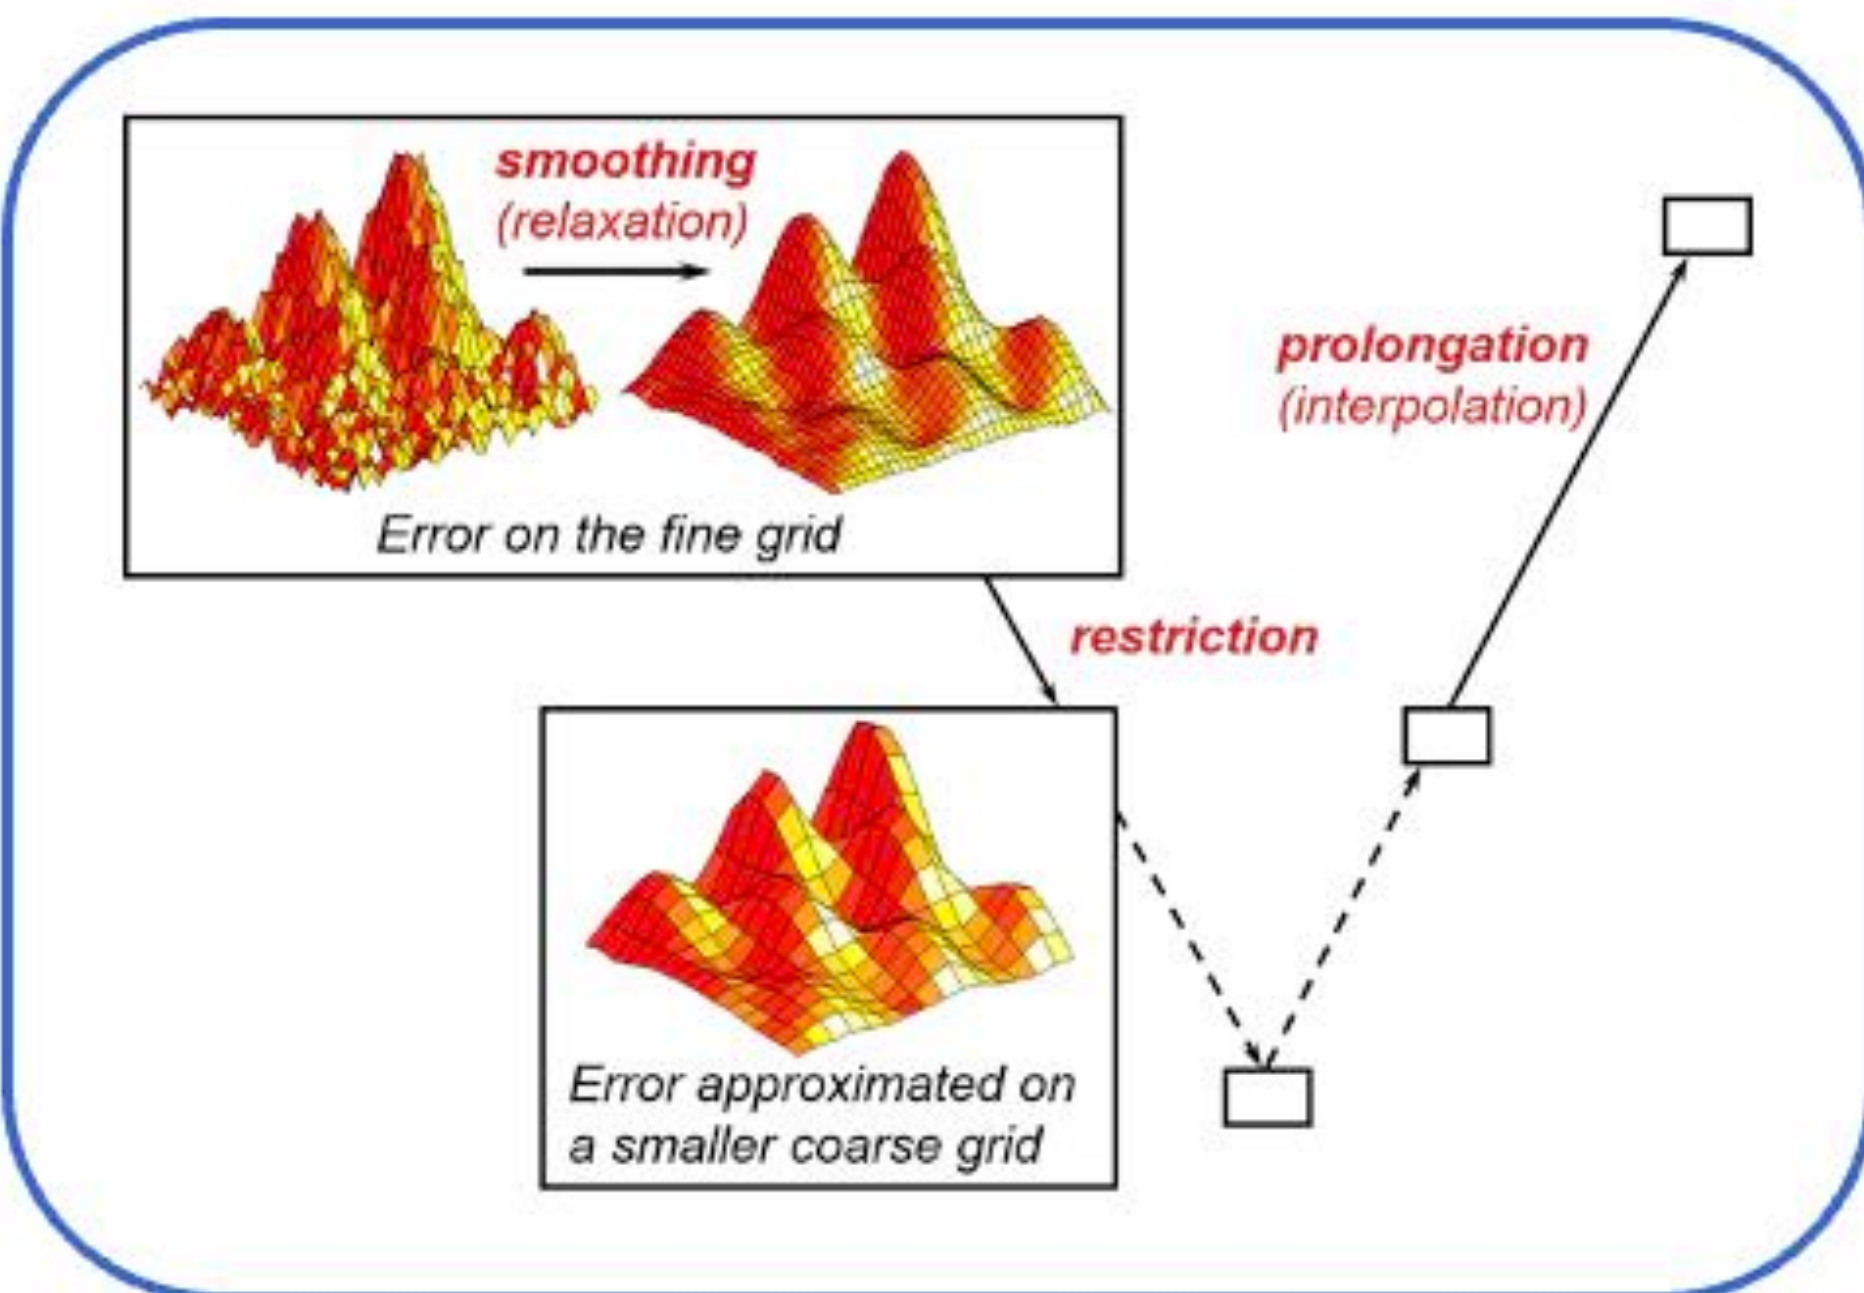 smoothing
(relaxation)
Error on the fine grid
prolongation
(interpolation)
restriction
Error approximated on
a smaller coarse grid